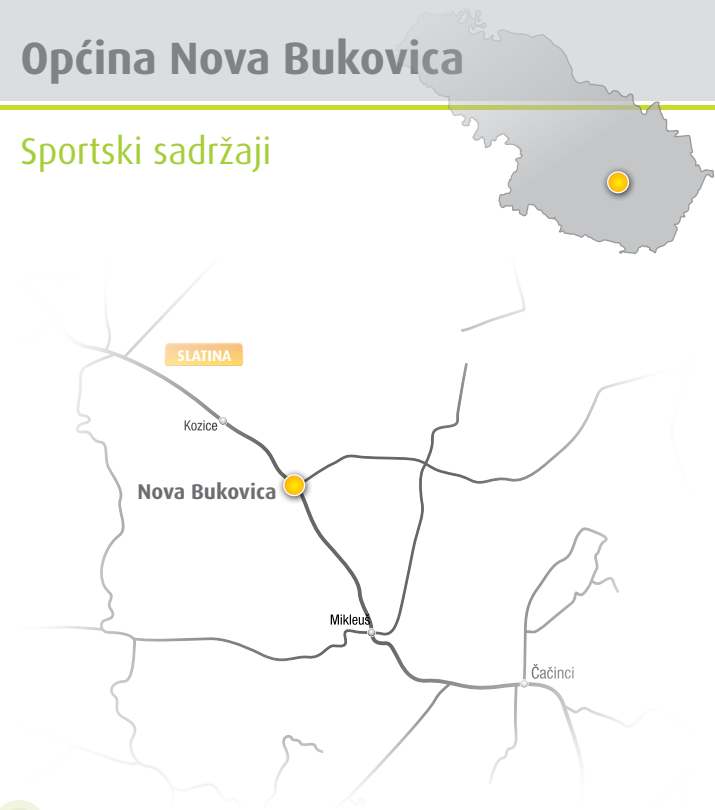 Općina Nova Bukovica
Sportski sadržaji
SLATINA
Kozice
Nova Bukovica
Mikleuš
Čačinci